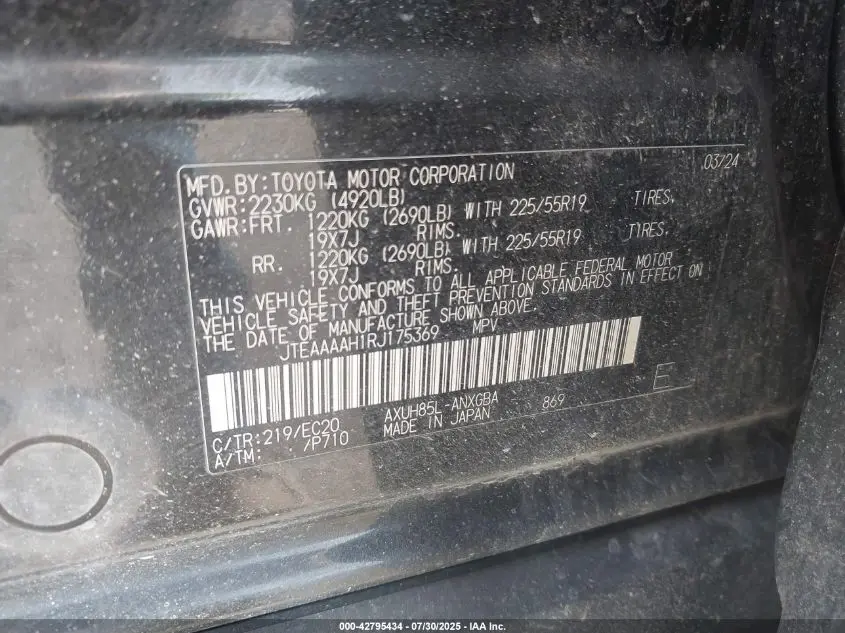 03/24
MFD. BY: TOYOTA MOTOR CORPORATION
GVWR: 2230KG (4920LB)
GAWR: FRT. 1220KG (2690LB) WITH 225/55R19 TIRES,
19X7J RIMS.
RR. 1220KG (2690LB) WITH 225/55R19 TIRES,
19X7J RIMS.
THIS VEHICLE CONFORMS TO ALL APPLICABLE FEDERAL MOTOR
VEHICLE SAFETY AND THEFT PREVENTION STANDARDS IN EFFECT ON
THE DATE OF MANUFACTURE SHOWN ABOVE.
JTEAAAAH1RJ175369 MPV
C/TR: 219/EC20 AXUH85L-ANXGBA 869 E
A/TM: /P710 MADE IN JAPAN
000-42795434 - 07/30/2025 - IAA Inc.